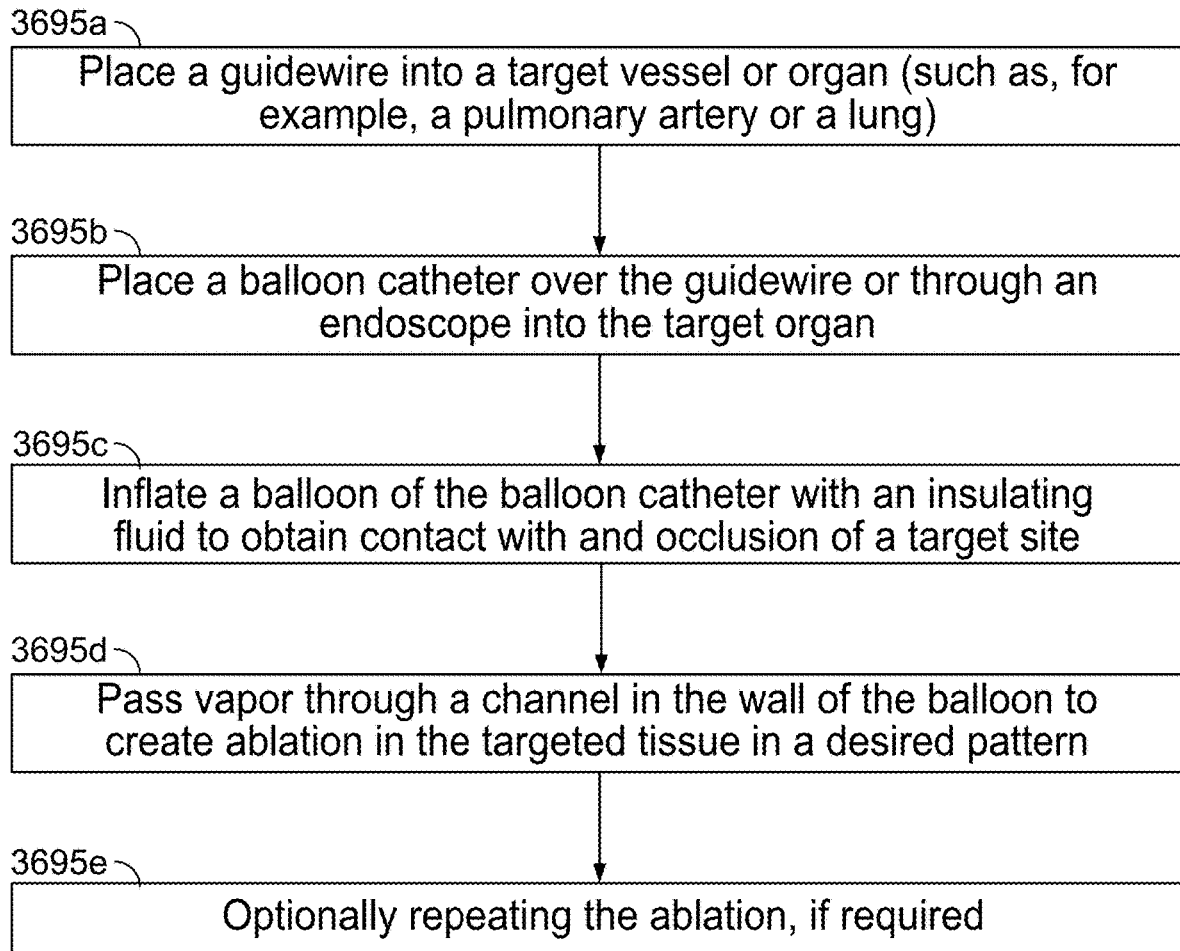 3695a
Place a guidewire into a target vessel or organ (such as, for
example, a pulmonary artery or a lung)
3695b
Place a balloon catheter over the guidewire or through an
endoscope into the target organ
3695c
Inflate a balloon of the balloon catheter with an insulating
fluid to obtain contact with and occlusion of a target site
3695d
Pass vapor through a channel in the wall of the balloon to
create ablation in the targeted tissue in a desired pattern
3695e
Optionally repeating the ablation, if required